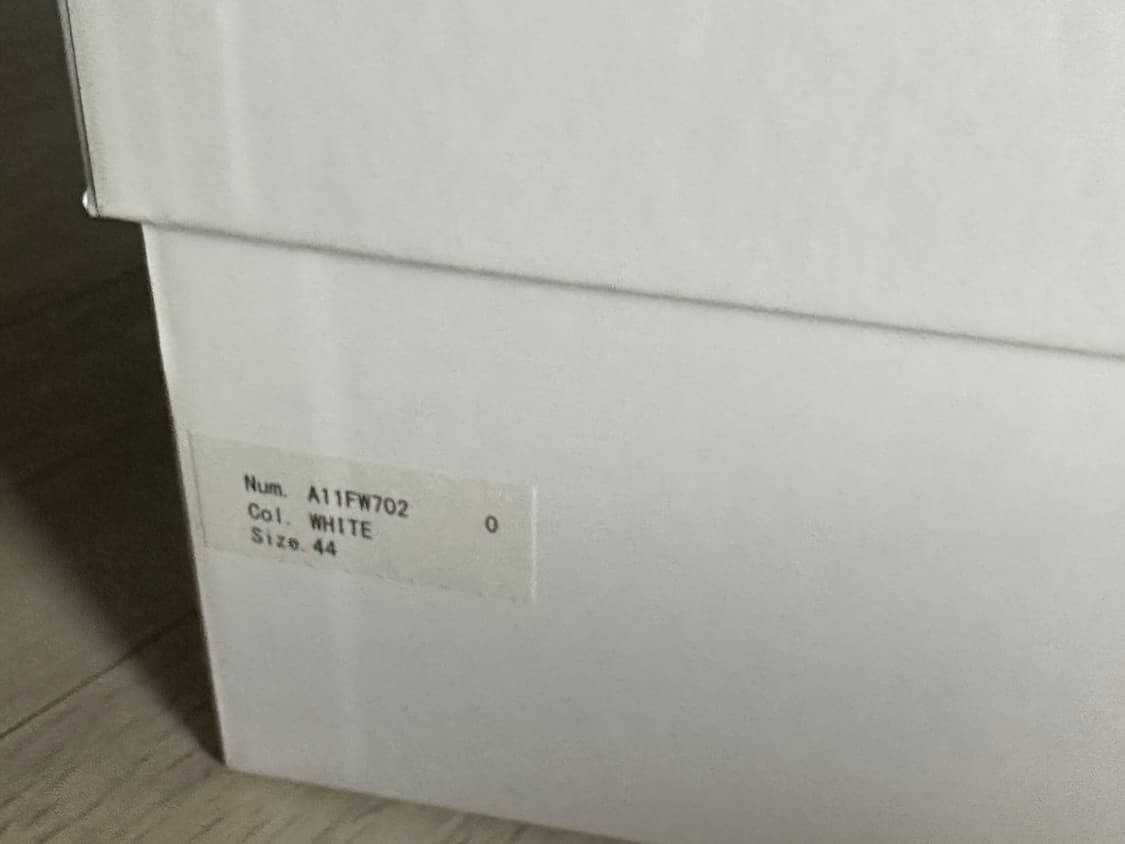 Num. A11FW702
Col. WHITE 0
Size. 44